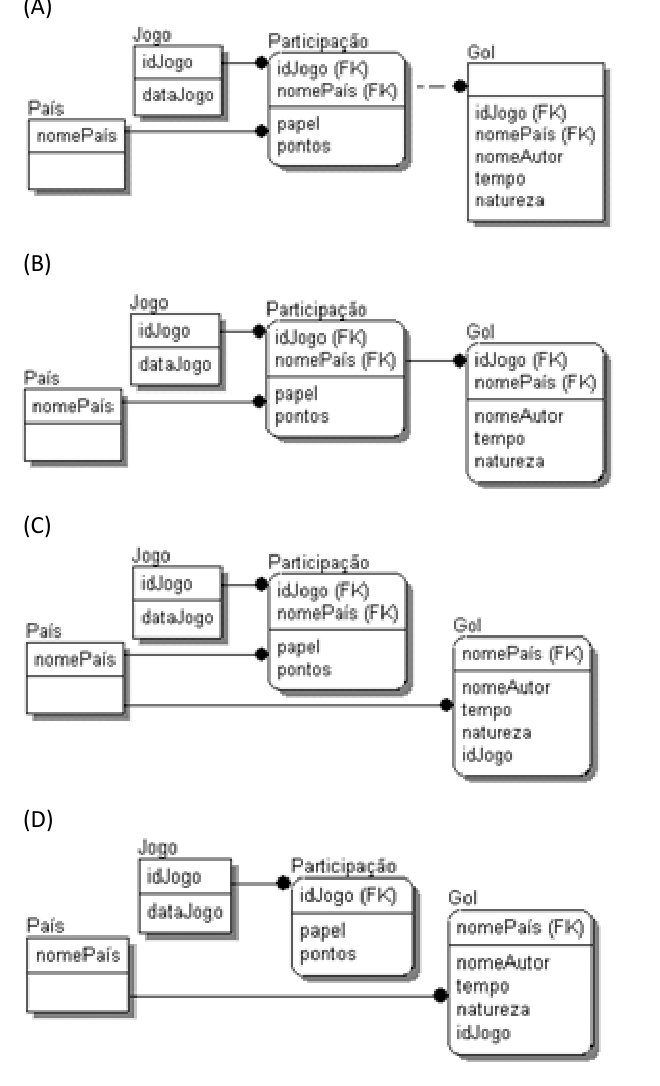 (A)
Jogo
idJogo
dataJogo
Participação
idJogo (FK)
nomePaís (FK)
papel
pontos
Gol
idJogo (FK)
nomePaís (FK)
nomeAutor
tempo
natureza
País
nomePaís
(B)
Jogo
idJogo
dataJogo
Participação
idJogo (FK)
nomePaís (FK)
papel
pontos
Gol
idJogo (FK)
nomePaís (FK)
nomeAutor
tempo
natureza
País
nomePaís
(C)
Jogo
idJogo
dataJogo
Participação
idJogo (FK)
nomePaís (FK)
papel
pontos
País
nomePaís
Gol
nomePaís (FK)
nomeAutor
tempo
natureza
idJogo
(D)
Jogo
idJogo
dataJogo
Participação
idJogo (FK)
papel
pontos
País
nomePaís
Gol
nomePaís (FK)
nomeAutor
tempo
natureza
idJogo